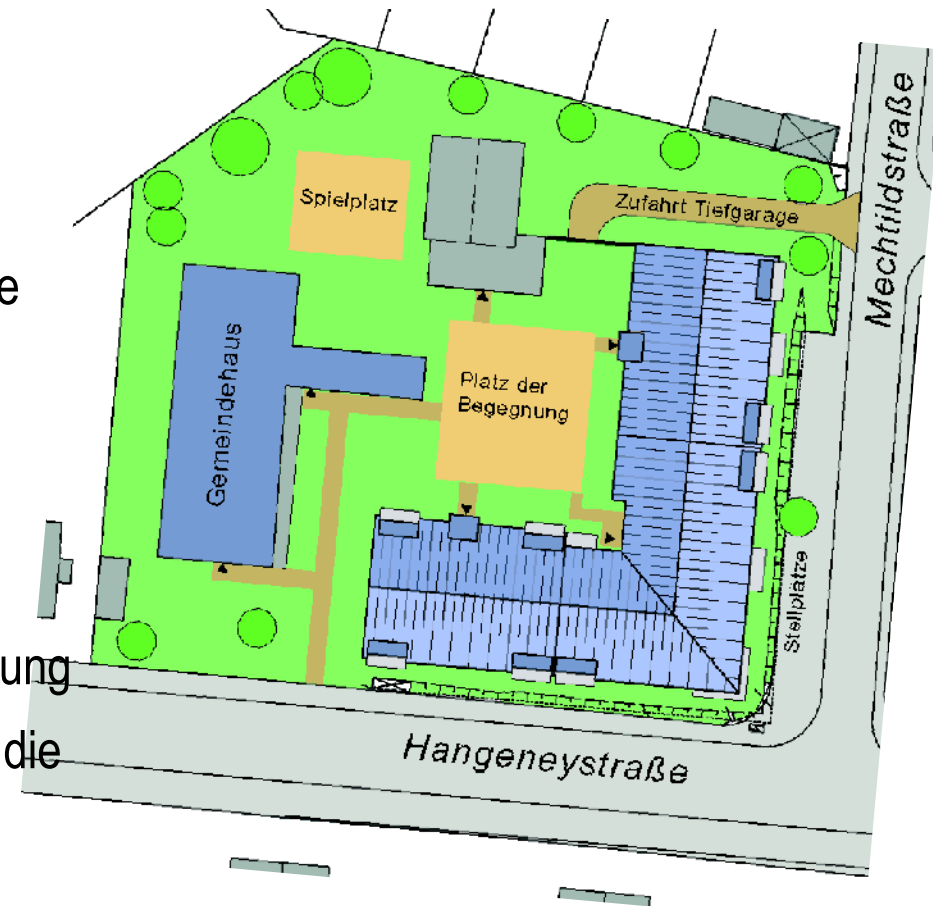 Mechtildstraße
Spielplatz
Zufahrt Tiefgarage
e
Gemeindehaus
Platz der
Begegnung
Stellplätze
ung
die
Hangeneystraße